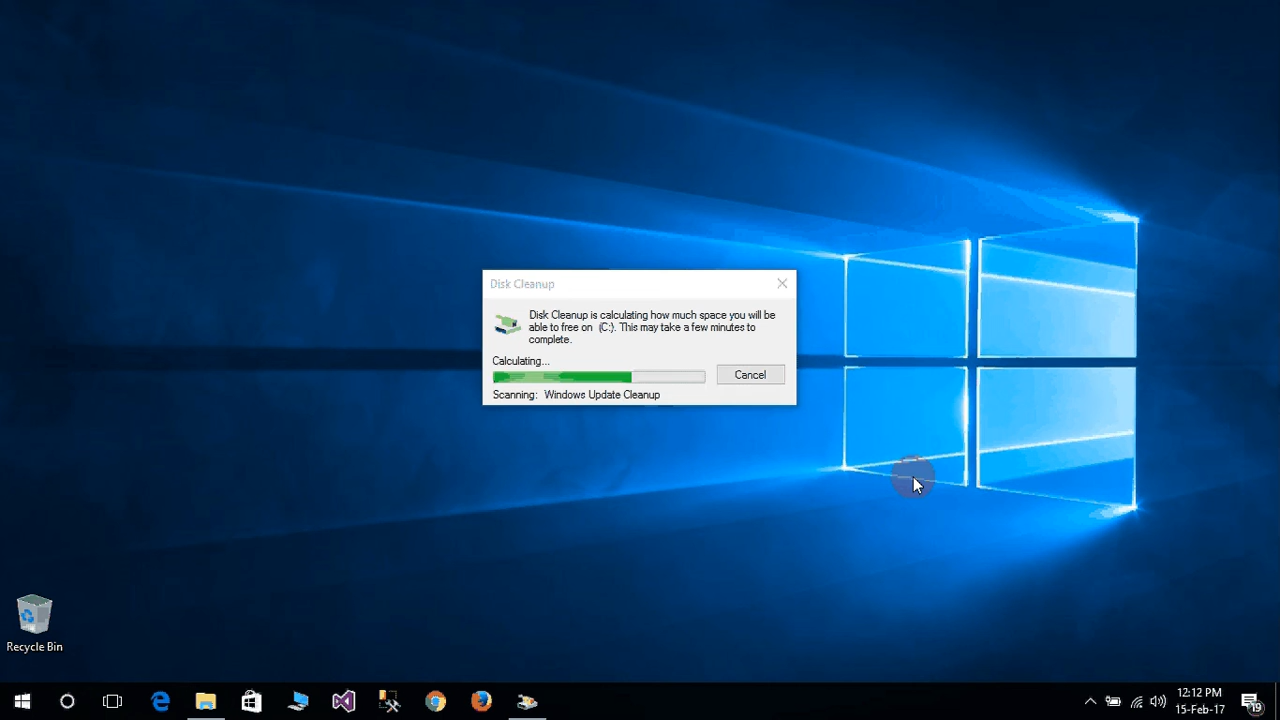 Disk Cleanup
Disk Cleanup is calculating how much space you will be
able to free on (C:). This may take a few minutes to
complete.
Calculating...
Cancel
Scanning: Windows Update Cleanup
Recycle Bin
12:12 PM
15-Feb-17
19